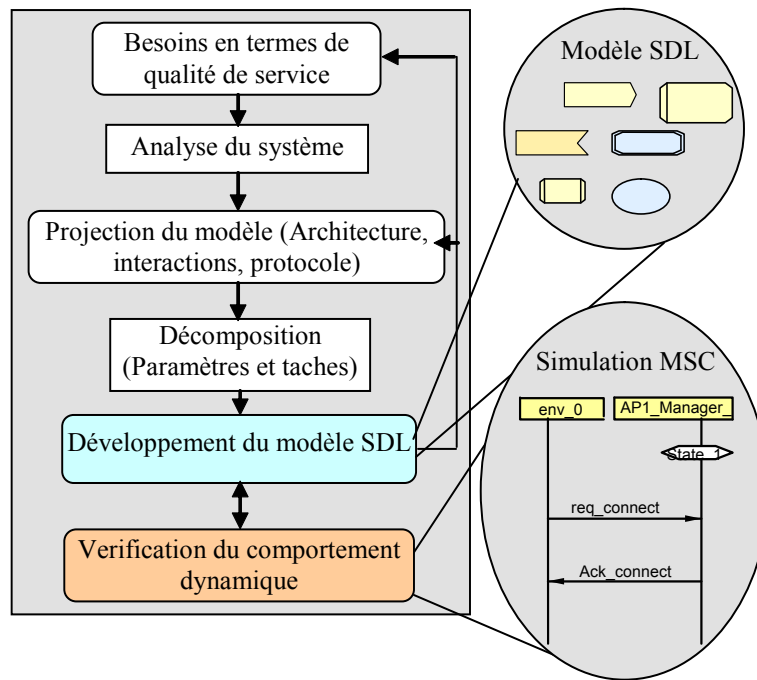 Besoins en termes de
qualité de service
Analyse du système
Projection du modèle (Architecture,
interactions, protocole)
Décomposition
(Paramètres et taches)
Développement du modèle SDL
Verification du comportement
dynamique
Modèle SDL
Simulation MSC
env_0
AP1_Manager_
State_1
req_connect
Ack_connect